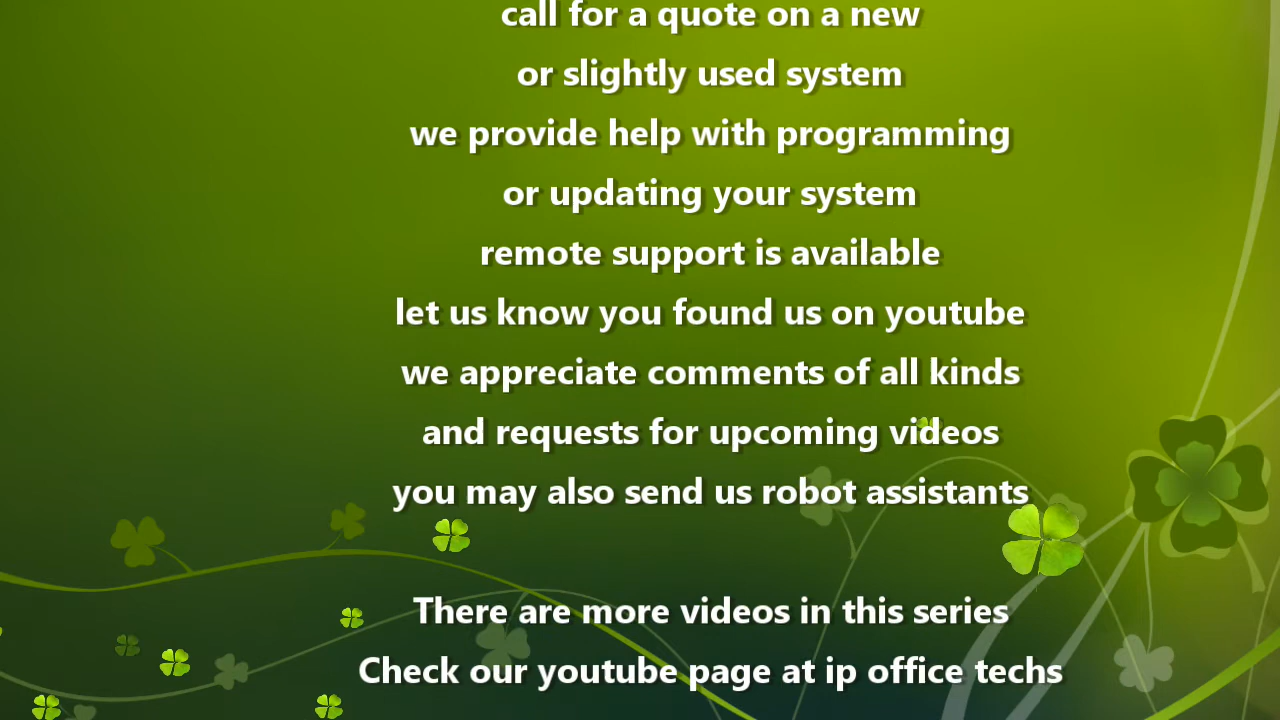 call for a quote on a new
or slightly used system
we provide help with programming
or updating your system
remote support is available
let us know you found us on youtube
we appreciate comments of all kinds
and requests for upcoming videos
you may also send us robot assistants
There are more videos in this series
Check our youtube page at ip office techs